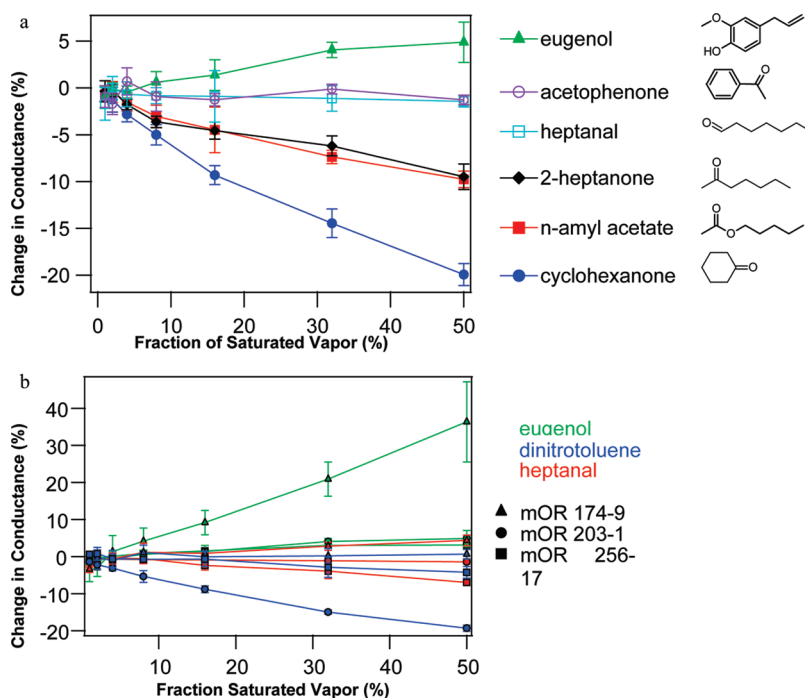 a
5
0
-5
-10
-15
-20
Change in Conductance (%)
0 10 20 30 40 50
Fraction of Saturated Vapor (%)
eugenol
acetophenone
heptanal
2-heptanone
n-amyl acetate
cyclohexanone
O
HO
O
O
O
O
O
O
b
40
30
20
10
0
-10
-20
Change in Conductance (%)
10 20 30 40 50
Fraction Saturated Vapor (%)
eugenol
dinitrotoluene
heptanal
mOR 174-9
mOR 203-1
mOR 256-
17